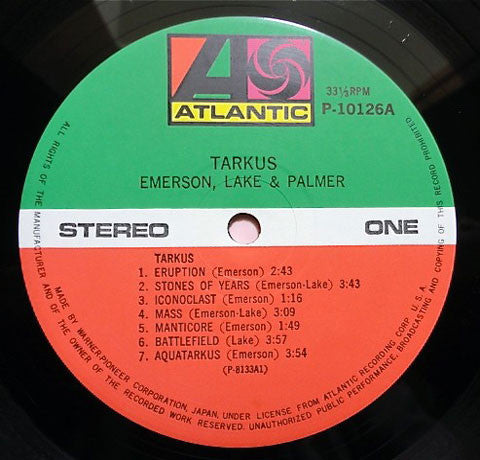 ATLANTIC
33⅓RPM
P-10126A
TARKUS
EMERSON, LAKE & PALMER
STEREO
ONE
TARKUS
1. ERUPTION (Emerson) 2:43
2. STONES OF YEARS (Emerson-Lake) 3:43
3. ICONOCLAST (Emerson) 1:16
4. MASS (Emerson-Lake) 3:09
5. MANTICORE (Emerson) 1:49
6. BATTLEFIELD (Lake) 3:57
7. AQUATARKUS (Emerson) 3:54
(P-8133A1)
ALL RIGHTS OF THE MANUFACTURER AND OF THE OWNER OF THE RECORDED WORK RESERVED. UNAUTHORIZED PUBLIC PERFORMANCE, BROADCASTING AND COPYING OF THIS RECORD PROHIBITED
MADE BY WARNER-PIONEER CORPORATION, JAPAN, UNDER LICENSE FROM ATLANTIC RECORDING CORP. U.S.A.